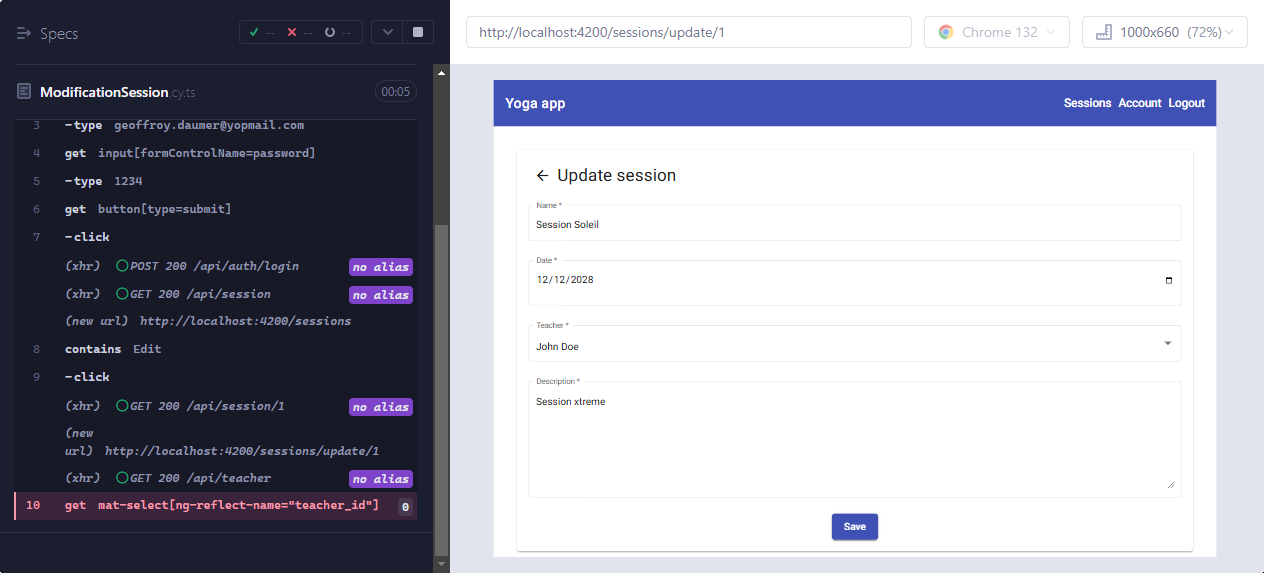 Specs
-- -- --
ModificationSession.cy.ts
00:05
3 -type geoffroy.daumer@yopmail.com
4 get input[formControlName=password]
5 -type 1234
6 get button[type=submit]
7 -click
(xhr) POST 200 /api/auth/login no alias
(xhr) GET 200 /api/session no alias
(new url) http://localhost:4200/sessions
8 contains Edit
9 -click
(xhr) GET 200 /api/session/1 no alias
(new
url) http://localhost:4200/sessions/update/1
(xhr) GET 200 /api/teacher no alias
10 get mat-select[ng-reflect-name="teacher_id"] 0
http://localhost:4200/sessions/update/1
Chrome 132
1000x660 (72%)
Yoga app
Sessions Account Logout
Update session
Name *
Session Soleil
Date *
12/12/2028
Teacher *
John Doe
Description *
Session xtreme
Save